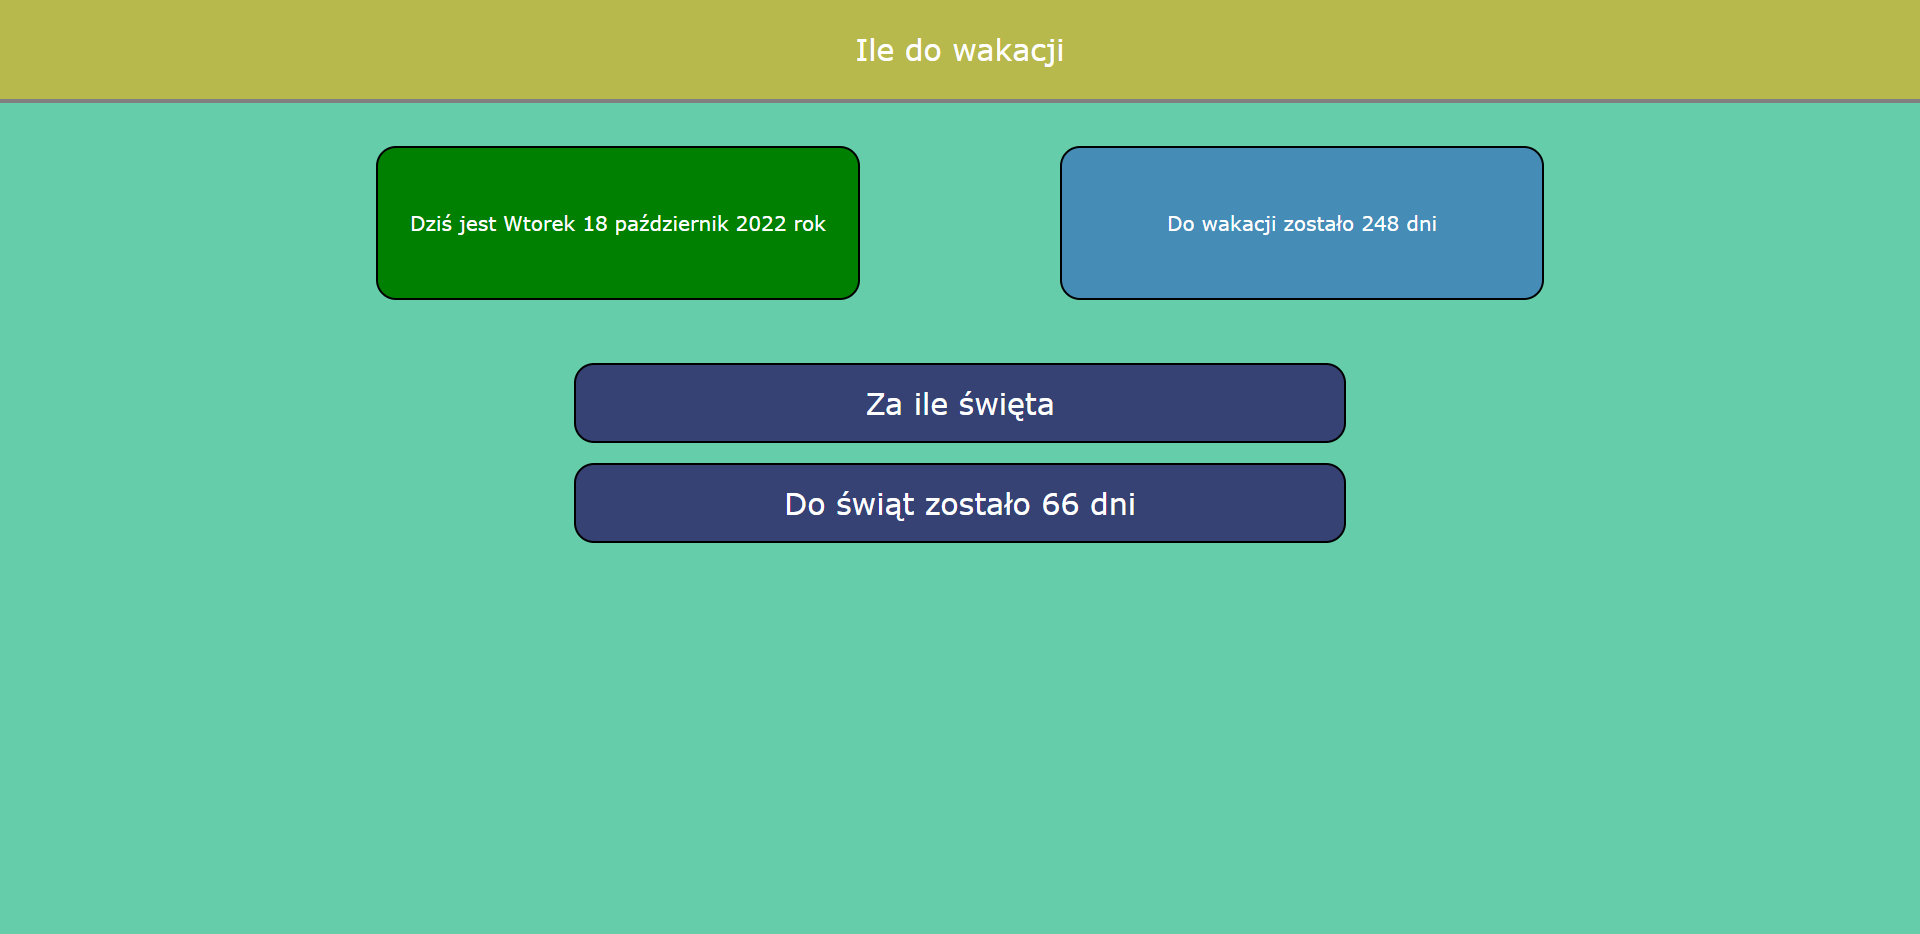 Ile do wakacji
Dziś jest Wtorek 18 październik 2022 rok
Do wakacji zostało 248 dni
Za ile święta
Do świąt zostało 66 dni